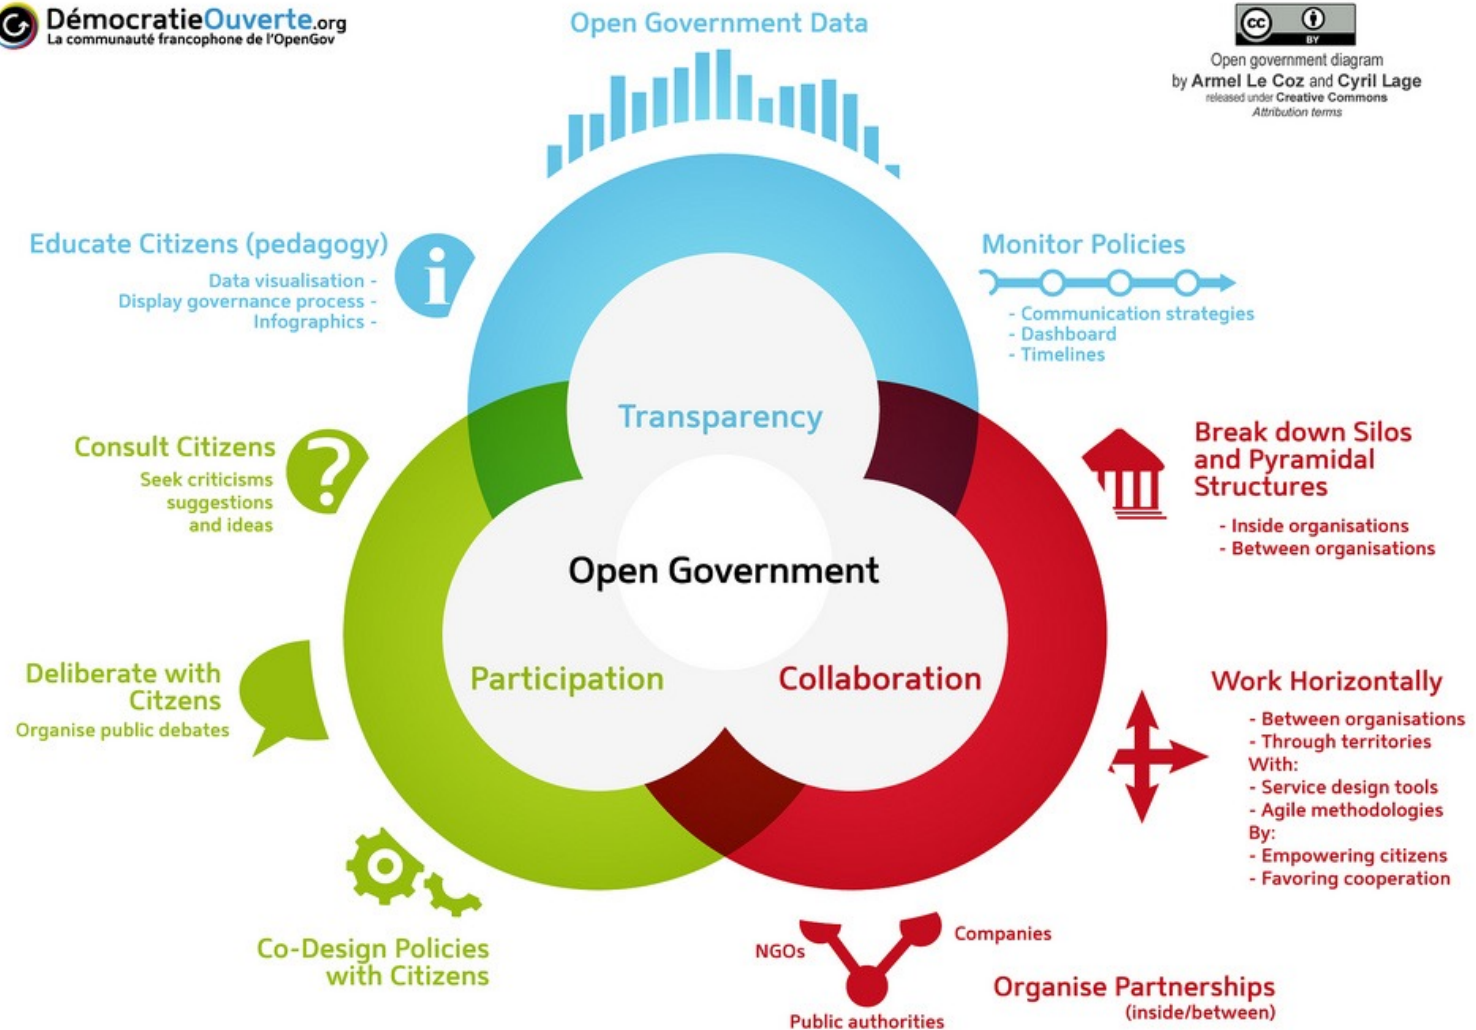 DémocratieOuverte.org
La communauté francophone de l'OpenGov
Open Government Data
cc
BY
Open government diagram
by Armel Le Coz and Cyril Lage
released under Creative Commons
Attribution terms
Educate Citizens (pedagogy)
Data visualisation -
Display governance process -
Infographics -
i
Monitor Policies
- Communication strategies
- Dashboard
- Timelines
Transparency
Consult Citizens
Seek criticisms
suggestions
and ideas
?
Break down Silos
and Pyramidal
Structures
- Inside organisations
- Between organisations
Open Government
Deliberate with
Citzens
Organise public debates
Participation
Collaboration
Work Horizontally
- Between organisations
- Through territories
With:
- Service design tools
- Agile methodologies
By:
- Empowering citizens
- Favoring cooperation
Co-Design Policies
with Citizens
NGOs
Companies
Public authorities
Organise Partnerships
(inside/between)